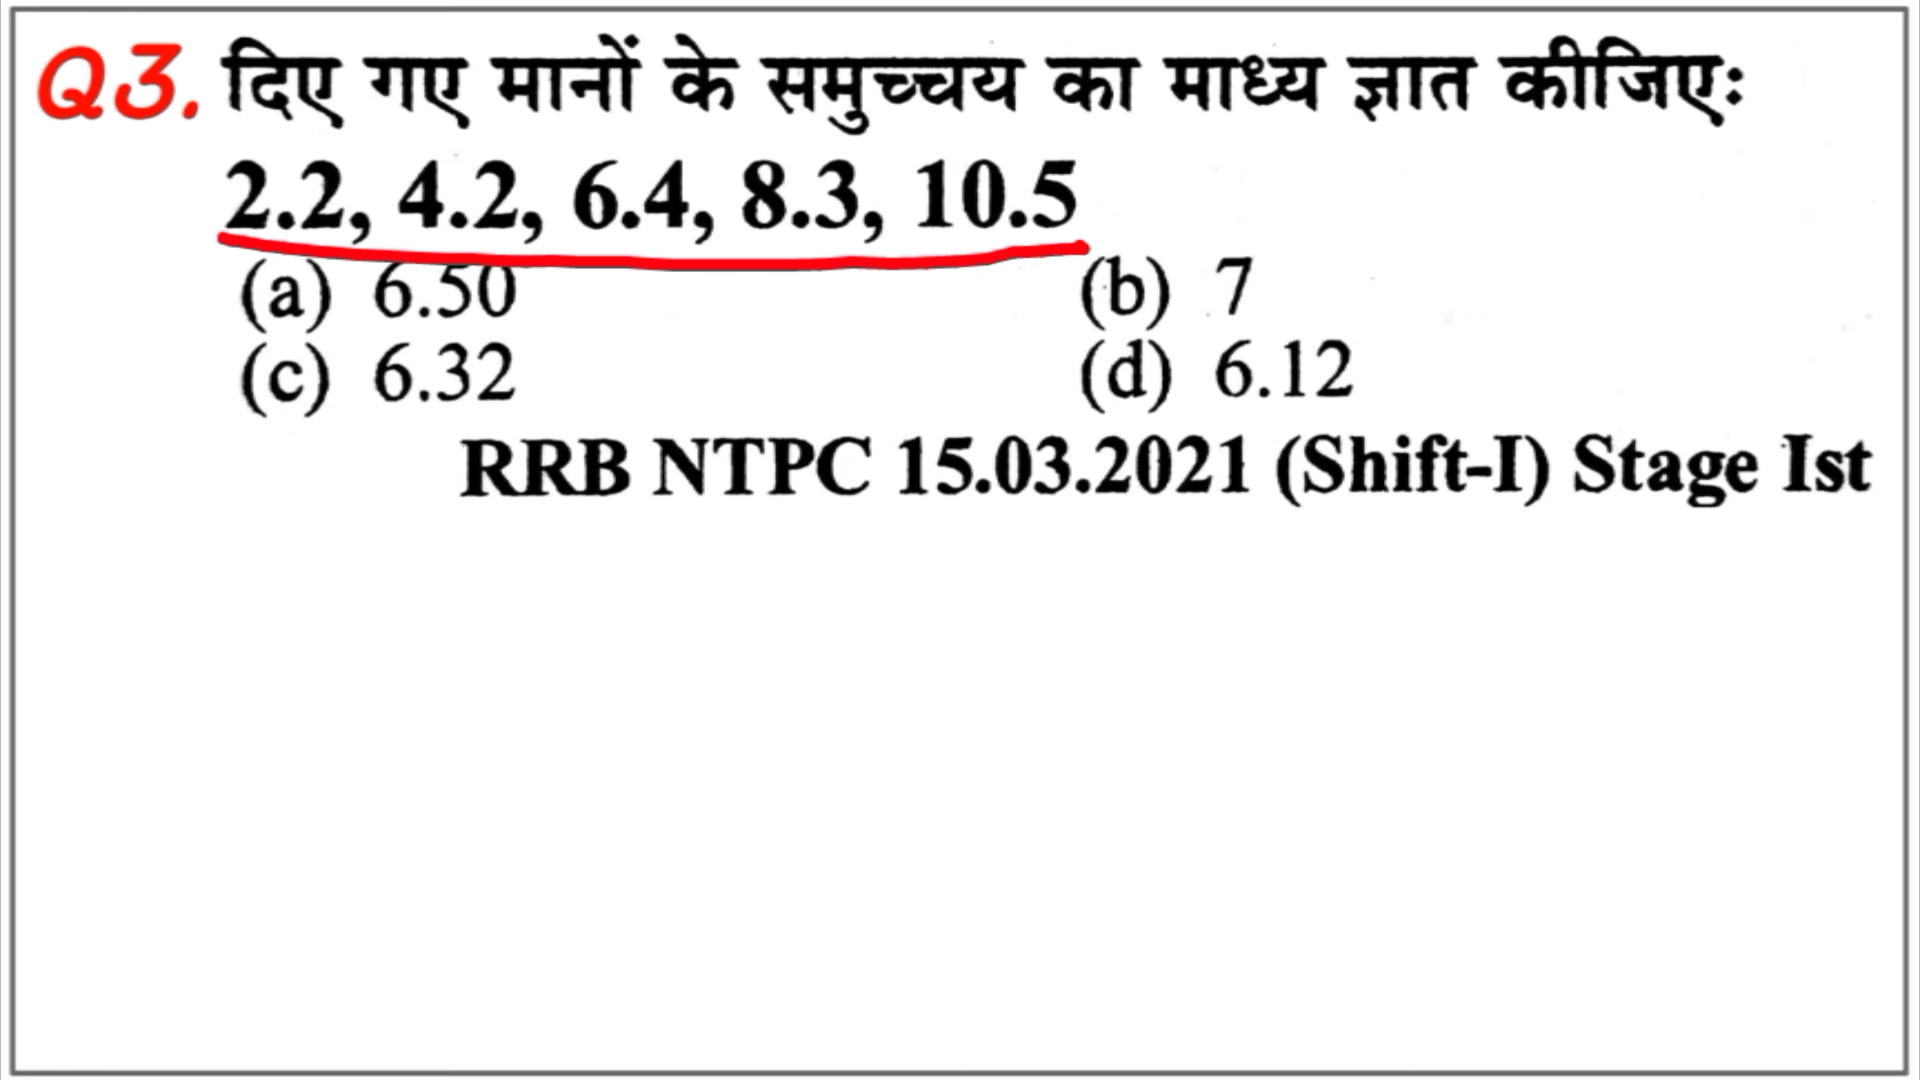 Q3. दिए गए मानों के समुच्चय का माध्य ज्ञात कीजिएः
2.2, 4.2, 6.4, 8.3, 10.5
(a) 6.50 (b) 7
(c) 6.32 (d) 6.12
RRB NTPC 15.03.2021 (Shift-I) Stage Ist